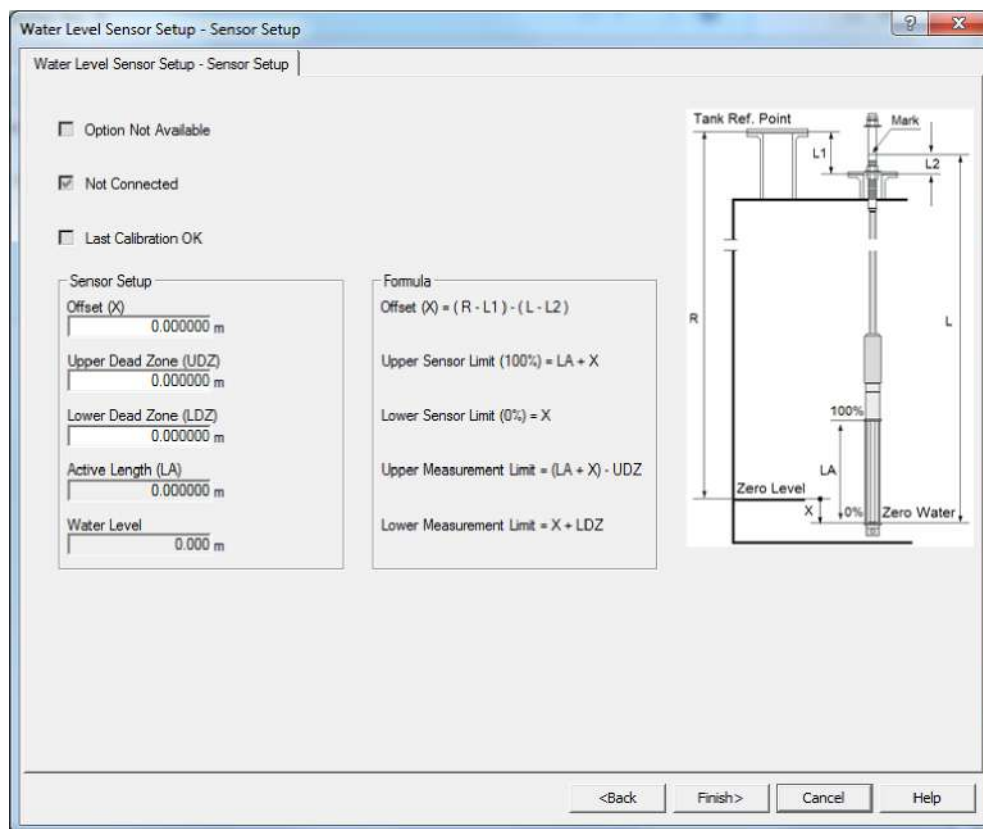 Water Level Sensor Setup - Sensor Setup
Water Level Sensor Setup - Sensor Setup
Option Not Available
Not Connected
Last Calibration OK
Sensor Setup
Offset (X)
0.000000 m
Upper Dead Zone (UDZ)
0.000000 m
Lower Dead Zone (LDZ)
0.000000 m
Active Length (LA)
0.000000 m
Water Level
0.000 m
Formula
Offset (X) = ( R - L1 ) - ( L - L2 )
Upper Sensor Limit (100%) = LA + X
Lower Sensor Limit (0%) = X
Upper Measurement Limit = (LA + X) - UDZ
Lower Measurement Limit = X + LDZ
Tank Ref. Point
Mark
L1
L2
R
L
100%
LA
Zero Level
X
0%
Zero Water
<Back
Finish>
Cancel
Help